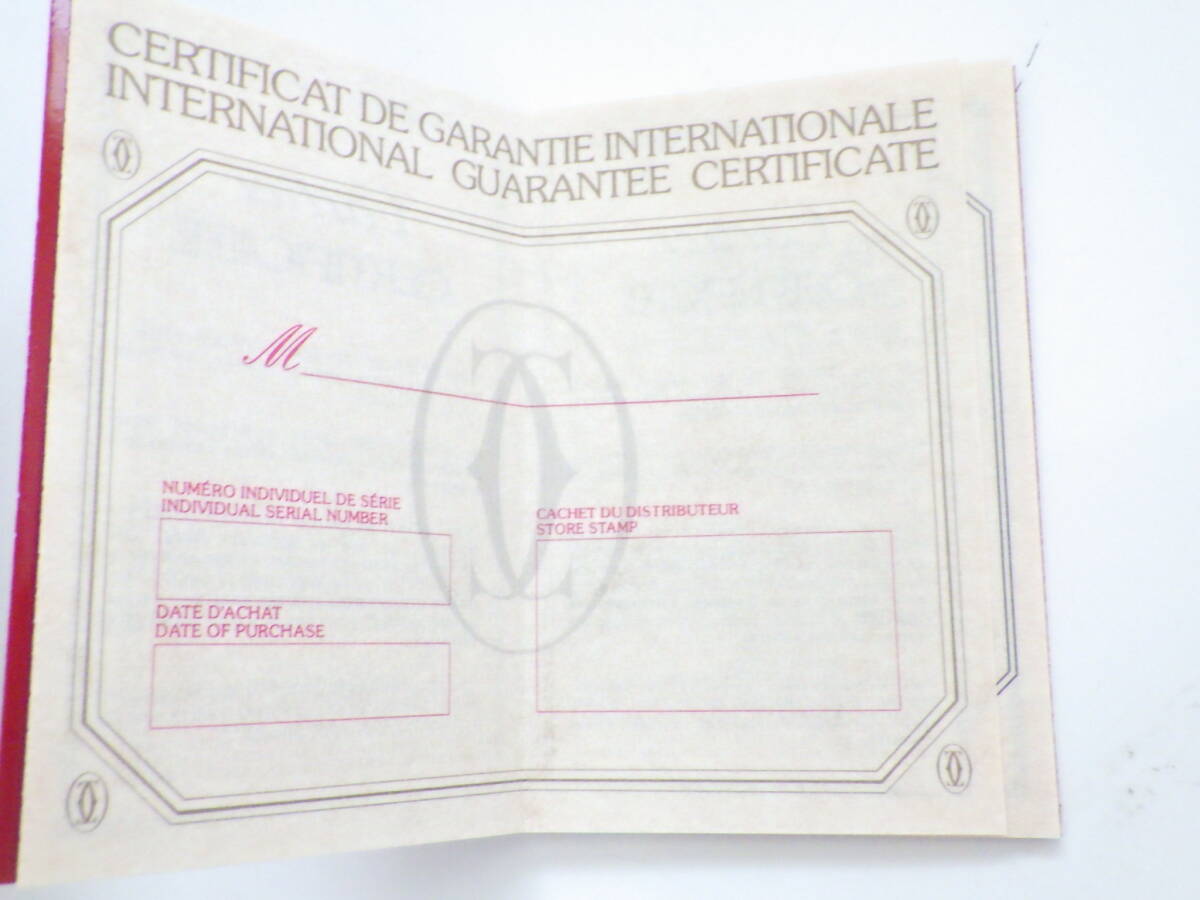 CERTIFICAT DE GARANTIE INTERNATIONALE
INTERNATIONAL GUARANTEE CERTIFICATE
M
NUMÉRO INDIVIDUEL DE SÉRIE
INDIVIDUAL SERIAL NUMBER
DATE D'ACHAT
DATE OF PURCHASE
CACHET DU DISTRIBUTEUR
STORE STAMP